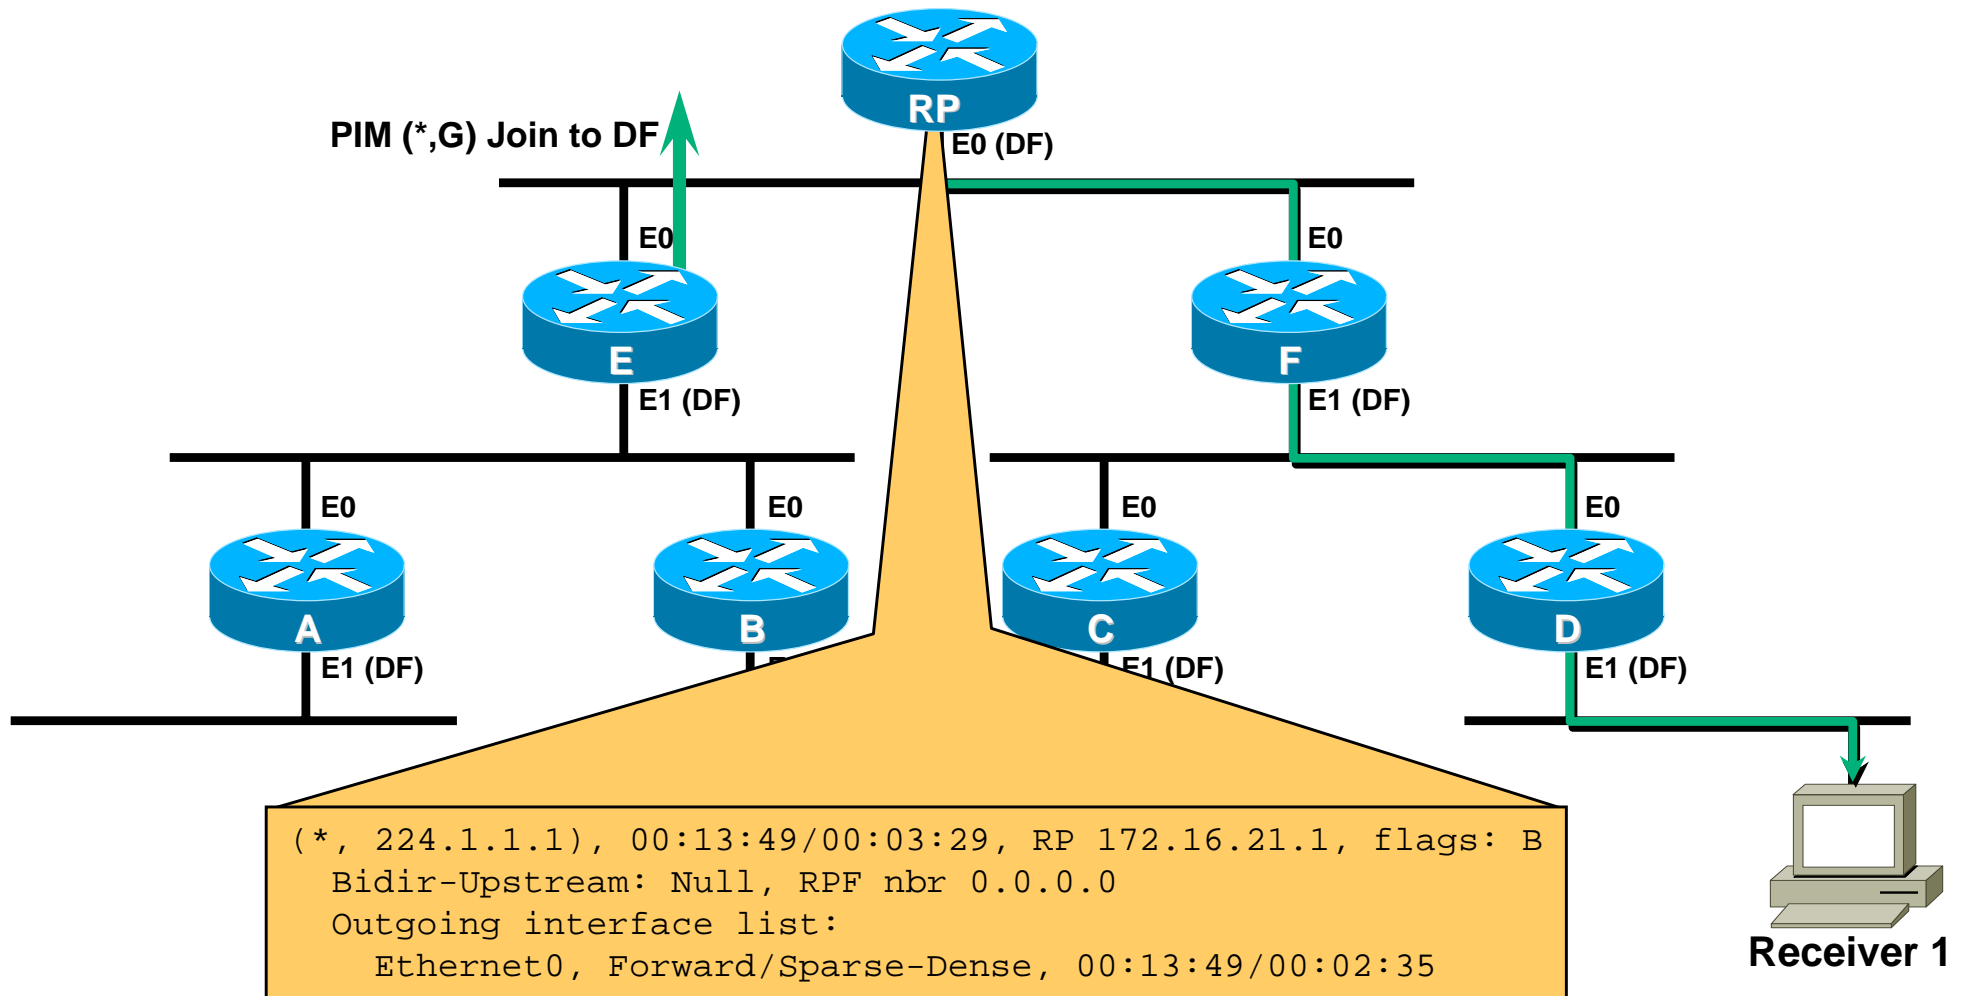 RP
PIM (*,G) Join to DF
E0 (DF)
E0
E0
E
F
E1 (DF)
E1 (DF)
E0
E0
E0
E0
A
B
C
D
E1 (DF)
E1 (DF)
E1 (DF)
(*, 224.1.1.1), 00:13:49/00:03:29, RP 172.16.21.1, flags: B
Bidir-Upstream: Null, RPF nbr 0.0.0.0
Outgoing interface list:
Ethernet0, Forward/Sparse-Dense, 00:13:49/00:02:35
Receiver 1